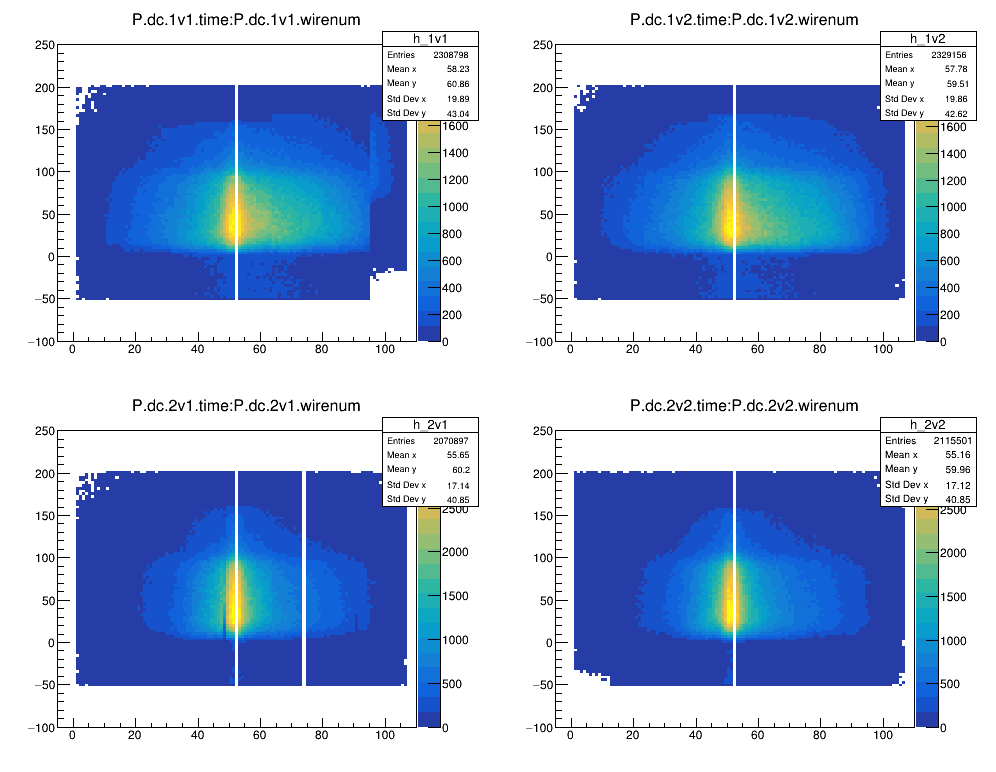 P.dc.1v1.time:P.dc.1v1.wirenum
h_1v1
Entries 2308798
Mean x 58.23
Mean y 60.86
Std Dev x 19.89
Std Dev y 43.04
250
200
150
100
50
0
−50
−100
0 20 40 60 80 100
1600
1400
1200
1000
800
600
400
200
0
P.dc.1v2.time:P.dc.1v2.wirenum
h_1v2
Entries 2329156
Mean x 57.78
Mean y 59.51
Std Dev x 19.86
Std Dev y 42.62
250
200
150
100
50
0
−50
−100
0 20 40 60 80 100
1600
1400
1200
1000
800
600
400
200
0
P.dc.2v1.time:P.dc.2v1.wirenum
h_2v1
Entries 2070897
Mean x 55.65
Mean y 60.2
Std Dev x 17.14
Std Dev y 40.85
250
200
150
100
50
0
−50
−100
0 20 40 60 80 100
2500
2000
1500
1000
500
0
P.dc.2v2.time:P.dc.2v2.wirenum
h_2v2
Entries 2115501
Mean x 55.16
Mean y 59.96
Std Dev x 17.12
Std Dev y 40.85
250
200
150
100
50
0
−50
−100
0 20 40 60 80 100
2500
2000
1500
1000
500
0